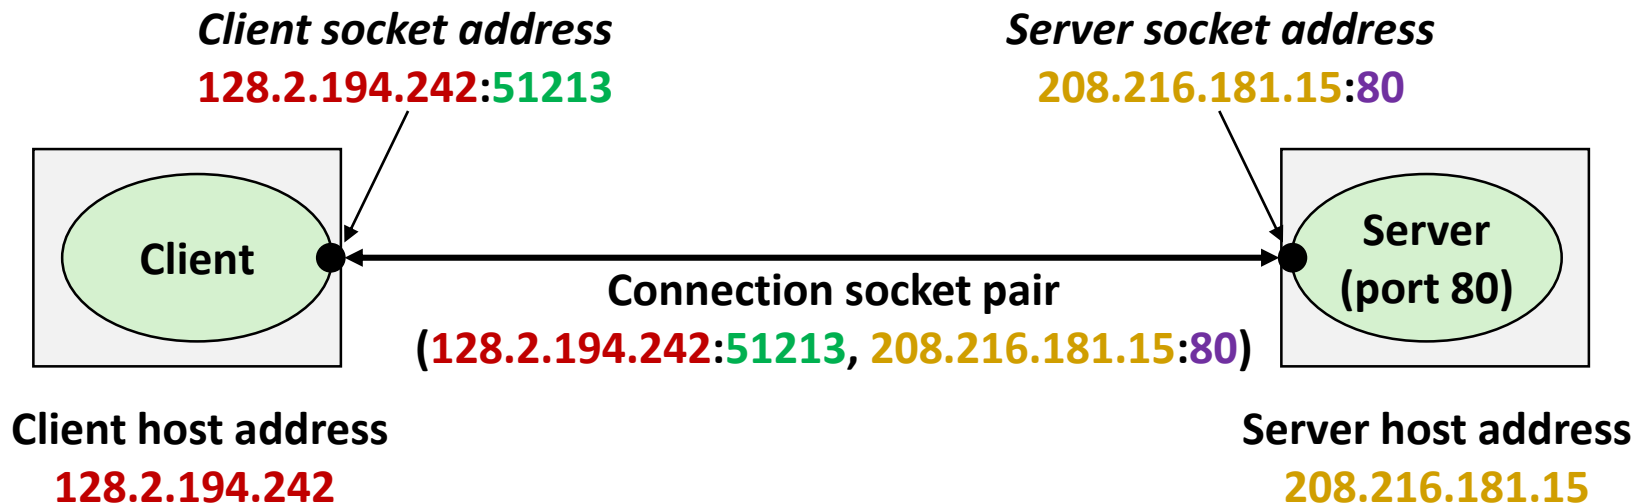 Client socket address
128.2.194.242:51213
Server socket address
208.216.181.15:80
Client
Server
(port 80)
Connection socket pair
(128.2.194.242:51213, 208.216.181.15:80)
Client host address
128.2.194.242
Server host address
208.216.181.15